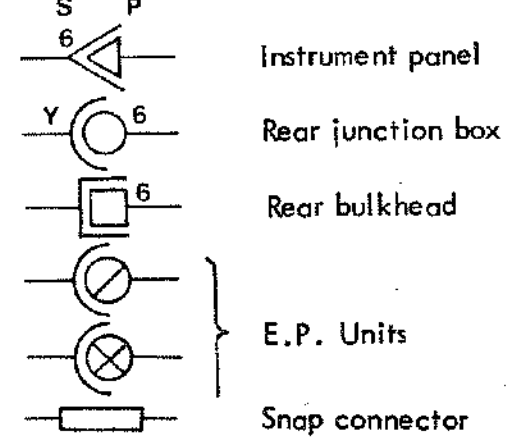 S P
6 Instrument panel
Y 6 Rear junction box
6 Rear bulkhead
E.P. Units
Snap connector